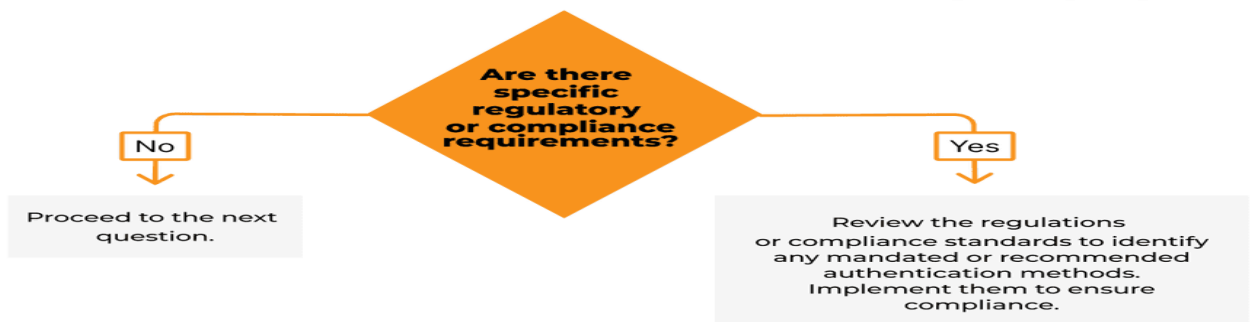 Are there
specific
regulatory
or compliance
requirements?
No
Yes
Proceed to the next
question.
Review the regulations
or compliance standards to identify
any mandated or recommended
authentication methods.
Implement them to ensure
compliance.